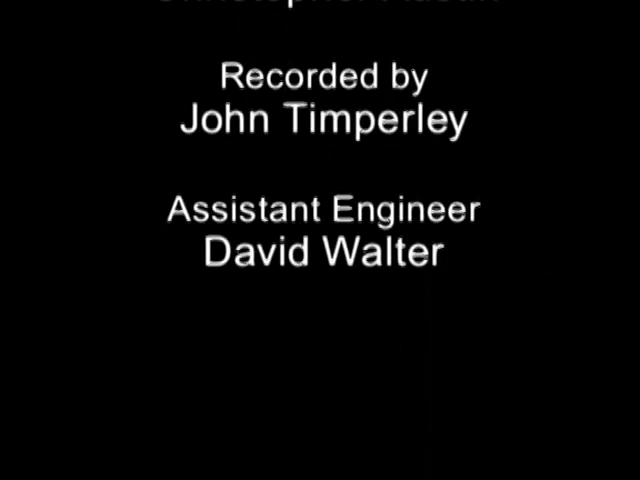 Recorded by
John Timperley
Assistant Engineer
David Walter